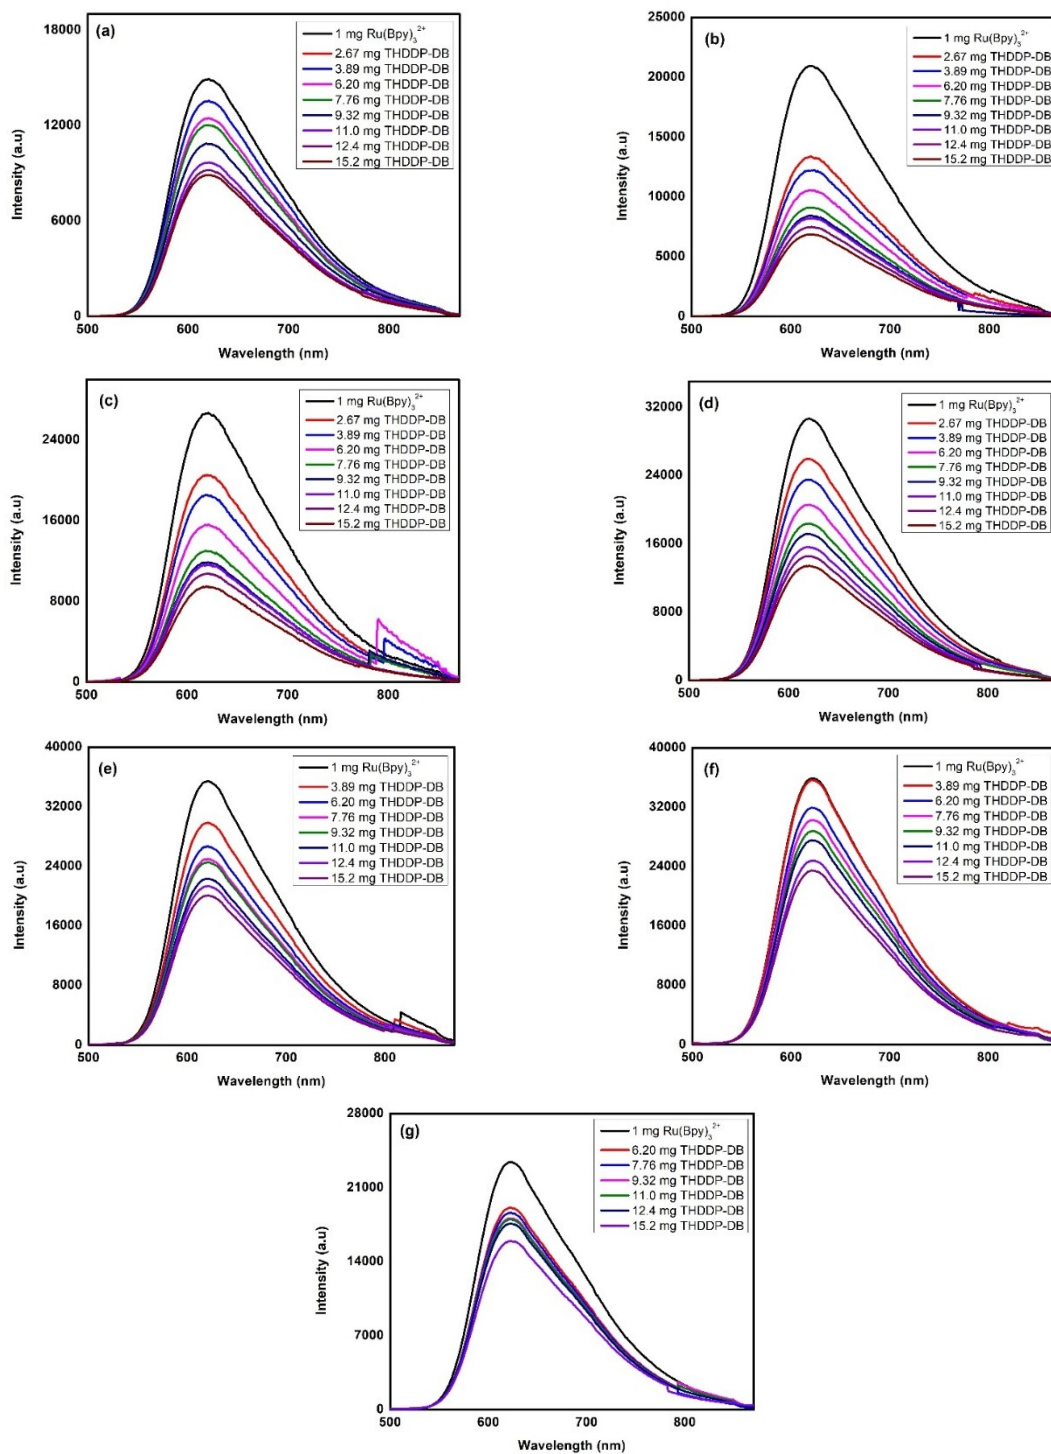 (a)
18000
12000
6000
0
500 600 700 800
Intensity (a.u)
Wavelength (nm)
1 mg Ru(Bpy)₃²⁺
2.67 mg THDDP-DB
3.89 mg THDDP-DB
6.20 mg THDDP-DB
7.76 mg THDDP-DB
9.32 mg THDDP-DB
11.0 mg THDDP-DB
12.4 mg THDDP-DB
15.2 mg THDDP-DB
(b)
25000
20000
15000
10000
5000
0
500 600 700 800
Intensity (a.u)
Wavelength (nm)
1 mg Ru(Bpy)₃²⁺
2.67 mg THDDP-DB
3.89 mg THDDP-DB
6.20 mg THDDP-DB
7.76 mg THDDP-DB
9.32 mg THDDP-DB
11.0 mg THDDP-DB
12.4 mg THDDP-DB
15.2 mg THDDP-DB
(c)
24000
16000
8000
0
500 600 700 800
Intensity (a.u)
Wavelength (nm)
1 mg Ru(Bpy)₃²⁺
2.67 mg THDDP-DB
3.89 mg THDDP-DB
6.20 mg THDDP-DB
7.76 mg THDDP-DB
9.32 mg THDDP-DB
11.0 mg THDDP-DB
12.4 mg THDDP-DB
15.2 mg THDDP-DB
(d)
32000
24000
16000
8000
0
500 600 700 800
Intensity (a.u)
Wavelength (nm)
1 mg Ru(Bpy)₃²⁺
2.67 mg THDDP-DB
3.89 mg THDDP-DB
6.20 mg THDDP-DB
7.76 mg THDDP-DB
9.32 mg THDDP-DB
11.0 mg THDDP-DB
12.4 mg THDDP-DB
15.2 mg THDDP-DB
(e)
40000
32000
24000
16000
8000
0
500 600 700 800
Intensity (a.u)
Wavelength (nm)
1 mg Ru(Bpy)₃²⁺
3.89 mg THDDP-DB
6.20 mg THDDP-DB
7.76 mg THDDP-DB
9.32 mg THDDP-DB
11.0 mg THDDP-DB
12.4 mg THDDP-DB
15.2 mg THDDP-DB
(f)
40000
32000
24000
16000
8000
0
500 600 700 800
Intensity (a.u)
Wavelength (nm)
1 mg Ru(Bpy)₃²⁺
3.89 mg THDDP-DB
6.20 mg THDDP-DB
7.76 mg THDDP-DB
9.32 mg THDDP-DB
11.0 mg THDDP-DB
12.4 mg THDDP-DB
15.2 mg THDDP-DB
(g)
28000
21000
14000
7000
0
500 600 700 800
Intensity (a.u)
Wavelength (nm)
1 mg Ru(Bpy)₃²⁺
6.20 mg THDDP-DB
7.76 mg THDDP-DB
9.32 mg THDDP-DB
11.0 mg THDDP-DB
12.4 mg THDDP-DB
15.2 mg THDDP-DB